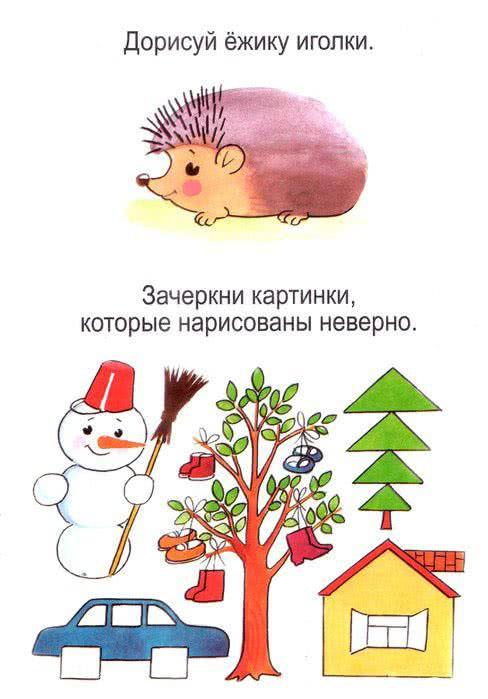 Дорисуй ёжику иголки.
Зачеркни картинки,
которые нарисованы неверно.